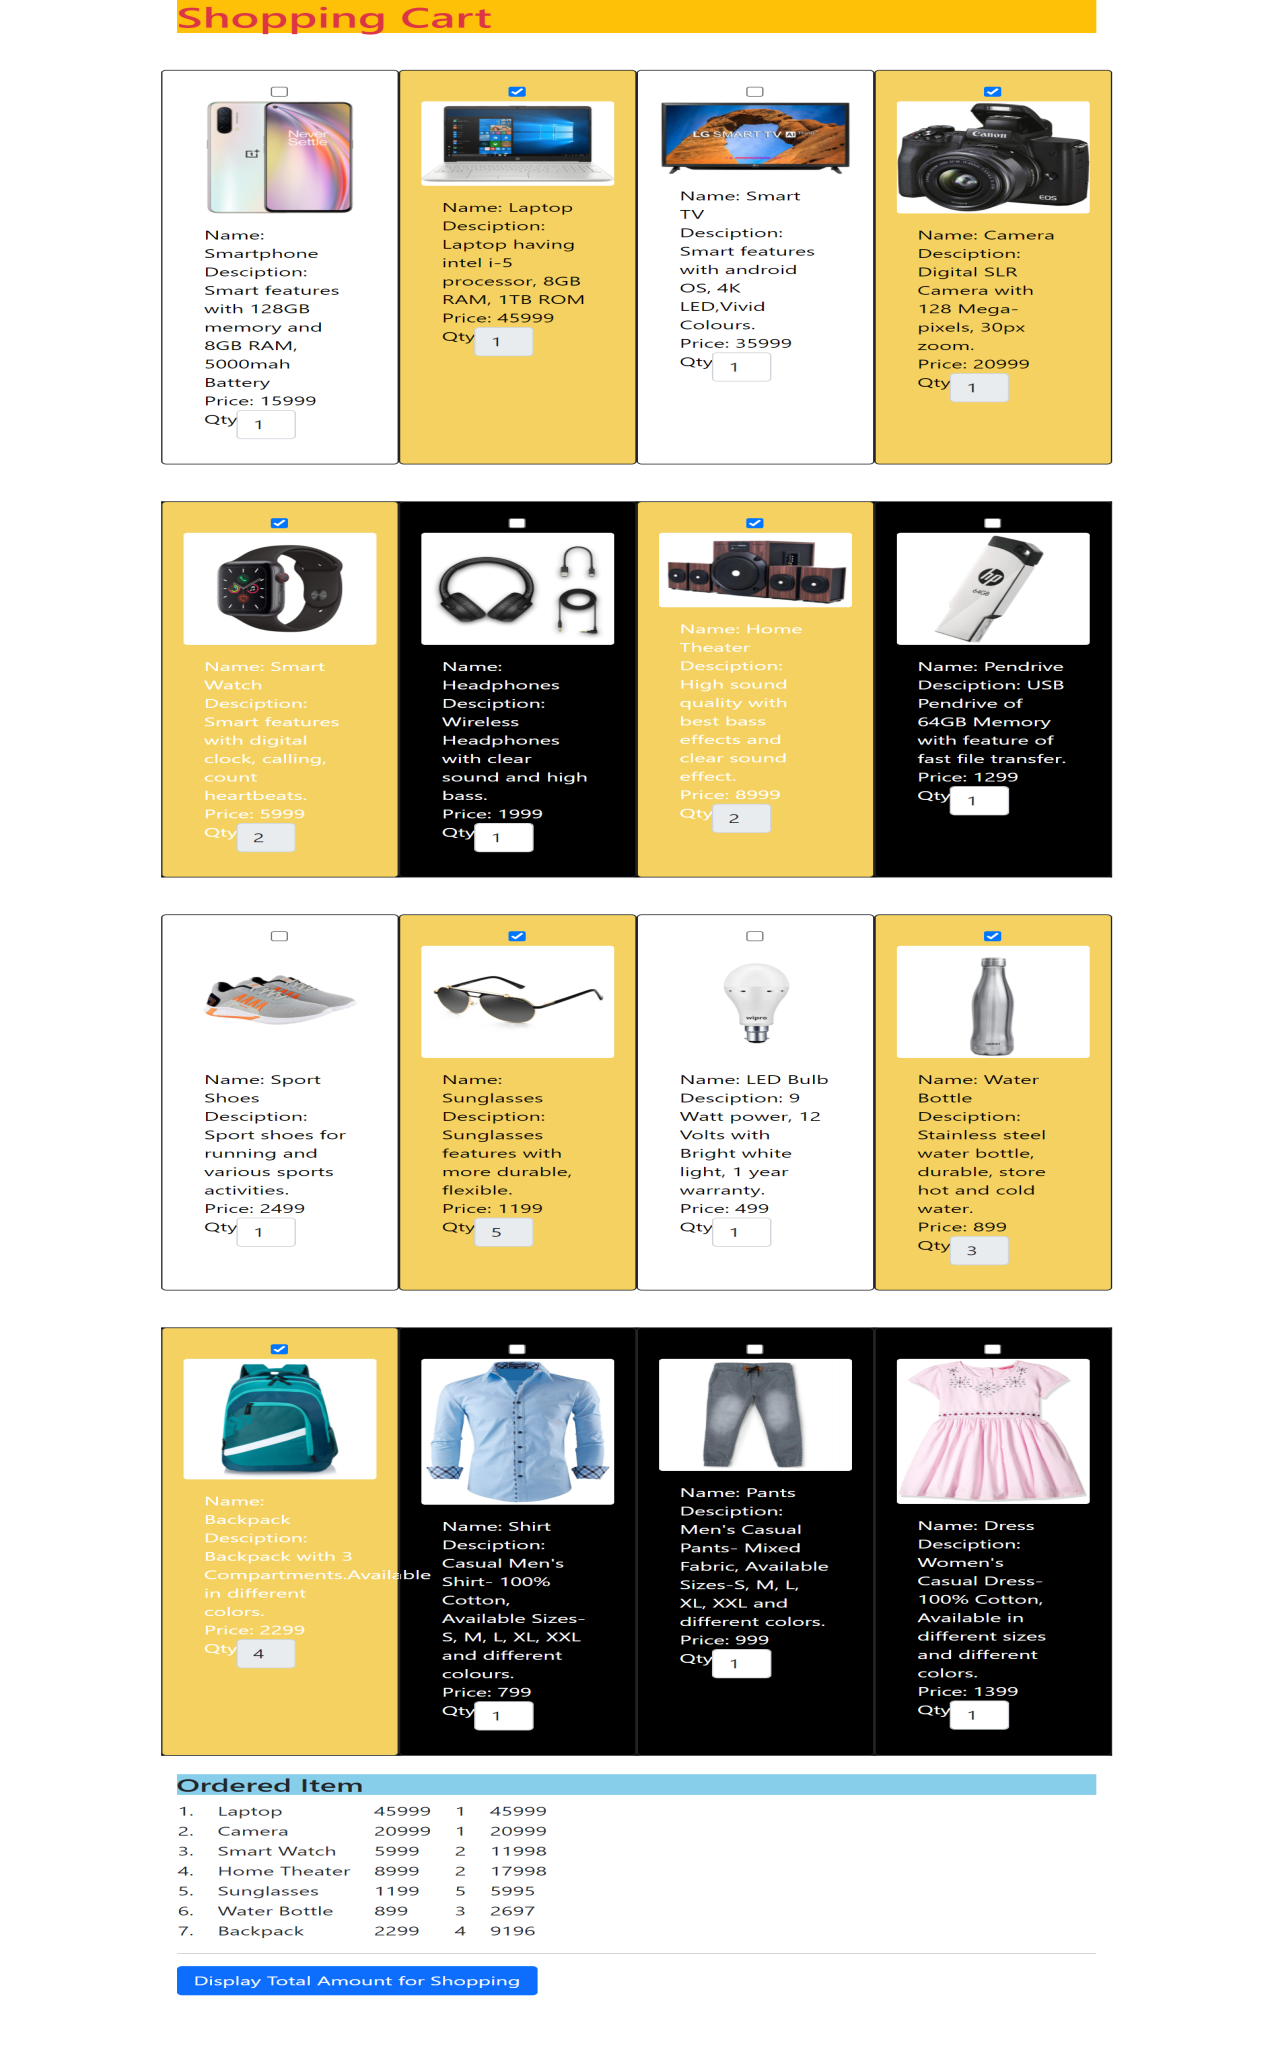 Shopping Cart
Never
Settle
Name:
Smartphone
Desciption:
Smart features
with 128GB
memory and
8GB RAM,
5000mah
Battery
Price: 15999
Qty 1
Name: Laptop
Desciption:
Laptop having
intel i-5
processor, 8GB
RAM, 1TB ROM
Price: 45999
Qty 1
LG SMART TV AI
Name: Smart
TV
Desciption:
Smart features
with android
OS, 4K
LED,Vivid
Colours.
Price: 35999
Qty 1
Canon
EOS
Name: Camera
Desciption:
Digital SLR
Camera with
128 Mega-
pixels, 30px
zoom.
Price: 20999
Qty 1
Name: Smart
Watch
Desciption:
Smart features
with digital
clock, calling,
count
heartbeats.
Price: 5999
Qty 2
Name:
Headphones
Desciption:
Wireless
Headphones
with clear
sound and high
bass.
Price: 1999
Qty 1
Name: Home
Theater
Desciption:
High sound
quality with
best bass
effects and
clear sound
effect.
Price: 8999
Qty 2
hp
64GB
Name: Pendrive
Desciption: USB
Pendrive of
64GB Memory
with feature of
fast file transfer.
Price: 1299
Qty 1
Name: Sport
Shoes
Desciption:
Sport shoes for
running and
various sports
activities.
Price: 2499
Qty 1
Name:
Sunglasses
Desciption:
Sunglasses
features with
more durable,
flexible.
Price: 1199
Qty 5
wipro
Name: LED Bulb
Desciption: 9
Watt power, 12
Volts with
Bright white
light, 1 year
warranty.
Price: 499
Qty 1
Name: Water
Bottle
Desciption:
Stainless steel
water bottle,
durable, store
hot and cold
water.
Price: 899
Qty 3
Name:
Backpack
Desciption:
Backpack with 3
Compartments.Available
in different
colors.
Price: 2299
Qty 4
Name: Shirt
Desciption:
Casual Men's
Shirt- 100%
Cotton,
Available Sizes-
S, M, L, XL, XXL
and different
colours.
Price: 799
Qty 1
Name: Pants
Desciption:
Men's Casual
Pants- Mixed
Fabric, Available
Sizes-S, M, L,
XL, XXL and
different colors.
Price: 999
Qty 1
Name: Dress
Desciption:
Women's
Casual Dress-
100% Cotton,
Available in
different sizes
and different
colors.
Price: 1399
Qty 1
Ordered Item
1. Laptop 45999 1 45999
2. Camera 20999 1 20999
3. Smart Watch 5999 2 11998
4. Home Theater 8999 2 17998
5. Sunglasses 1199 5 5995
6. Water Bottle 899 3 2697
7. Backpack 2299 4 9196
Display Total Amount for Shopping